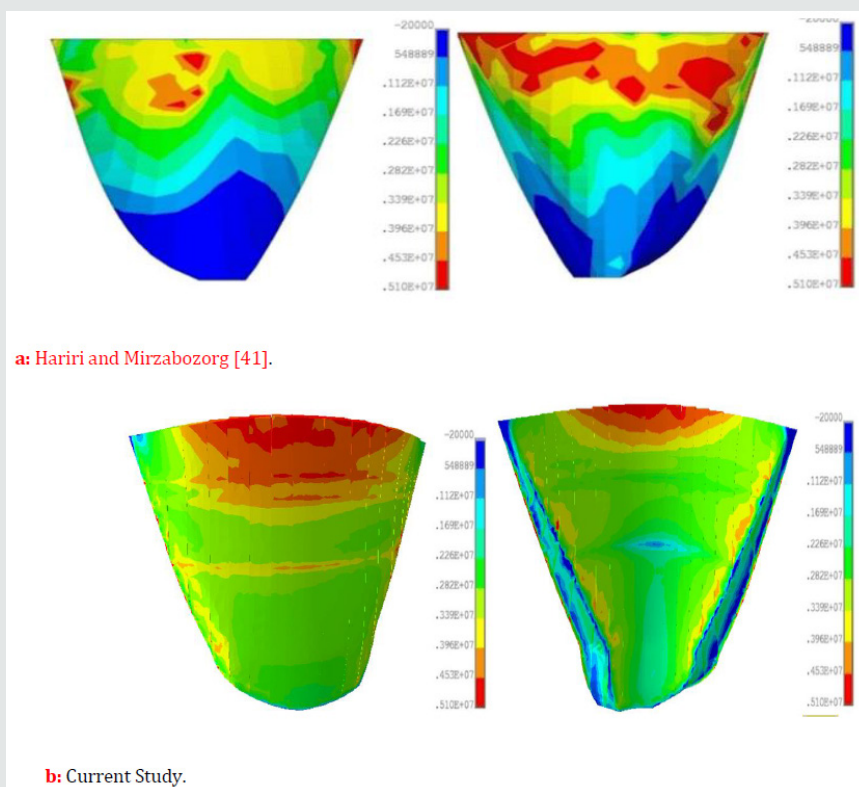 -20000
548889
.112E+07
.169E+07
.226E+07
.282E+07
.339E+07
.396E+07
.453E+07
.510E+07
548889
.112E+07
.169E+07
.226E+07
.282E+07
.339E+07
.396E+07
.453E+07
.510E+07
a: Hariri and Mirzabozorg [41].
-20000
548889
.112E+07
.169E+07
.226E+07
.282E+07
.339E+07
.396E+07
.453E+07
.510E+07
-20000
548889
.112E+07
.169E+07
.226E+07
.282E+07
.339E+07
.396E+07
.453E+07
.510E+07
b: Current Study.